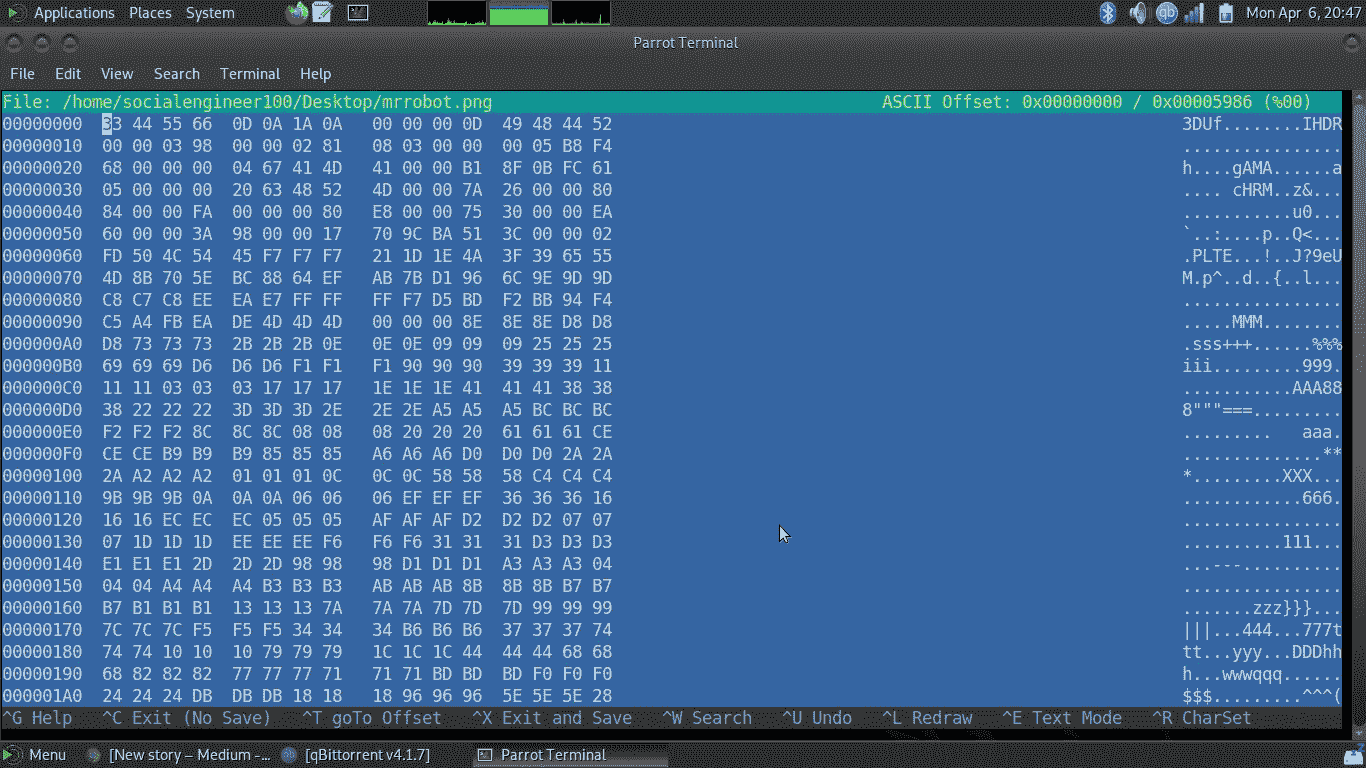 Applications Places System Mon Apr 6, 20:47
Parrot Terminal
File Edit View Search Terminal Help
File: /home/socialengineer100/Desktop/mrrobot.png ASCII Offset: 0x00000000 / 0x00005986 (%00)
00000000 33 44 55 66 0D 0A 1A 0A 00 00 00 0D 49 48 44 52 3DUf........IHDR
00000010 00 00 03 98 00 00 02 81 08 03 00 00 00 05 B8 F4 ................
00000020 68 00 00 00 04 67 41 4D 41 00 00 B1 8F 0B FC 61 h....gAMA......a
00000030 05 00 00 00 20 63 48 52 4D 00 00 7A 26 00 00 80 .... cHRM..z&...
00000040 84 00 00 FA 00 00 00 80 E8 00 00 75 30 00 00 EA ...........u0...
00000050 60 00 00 3A 98 00 00 17 70 9C BA 51 3C 00 00 02 `..:....p..Q<...
00000060 FD 50 4C 54 45 F7 F7 F7 21 1D 1E 4A 3F 39 65 55 .PLTE...!..J?9eU
00000070 4D 8B 70 5E BC 88 64 EF AB 7B D1 96 6C 9E 9D 9D M.p^..d..{..l...
00000080 C8 C7 C8 EE EA E7 FF FF FF F7 D5 BD F2 BB 94 F4 ................
00000090 C5 A4 FB EA DE 4D 4D 4D 00 00 00 8E 8E 8E D8 D8 .....MMM........
000000A0 D8 73 73 73 2B 2B 2B 0E 0E 0E 09 09 09 25 25 25 .sss+++......%%%
000000B0 69 69 69 D6 D6 D6 F1 F1 F1 90 90 90 39 39 39 11 iii.........999.
000000C0 11 11 03 03 03 17 17 17 1E 1E 1E 41 41 41 38 38 ...........AAA88
000000D0 38 22 22 22 3D 3D 3D 2E 2E 2E A5 A5 A5 BC BC BC 8"""===.........
000000E0 F2 F2 F2 8C 8C 8C 08 08 08 20 20 20 61 61 61 CE .........   aaa.
000000F0 CE CE B9 B9 B9 85 85 85 A6 A6 A6 D0 D0 D0 2A 2A ..............**
00000100 2A A2 A2 A2 01 01 01 0C 0C 0C 58 58 58 C4 C4 C4 *.........XXX...
00000110 9B 9B 9B 0A 0A 0A 06 06 06 EF EF EF 36 36 36 16 ............666.
00000120 16 16 EC EC EC 05 05 05 AF AF AF D2 D2 D2 07 07 ................
00000130 07 1D 1D 1D EE EE EE F6 F6 F6 31 31 31 D3 D3 D3 ..........111...
00000140 E1 E1 E1 2D 2D 2D 98 98 98 D1 D1 D1 A3 A3 A3 04 ...---..........
00000150 04 04 A4 A4 A4 B3 B3 B3 AB AB AB 8B 8B 8B B7 B7 ................
00000160 B7 B1 B1 B1 13 13 13 7A 7A 7A 7D 7D 7D 99 99 99 .......zzz}}}...
00000170 7C 7C 7C F5 F5 F5 34 34 34 B6 B6 B6 37 37 37 74 |||...444...777t
00000180 74 74 10 10 10 79 79 79 1C 1C 1C 44 44 44 68 68 tt...yyy...DDDhh
00000190 68 82 82 82 77 77 77 71 71 71 BD BD BD F0 F0 F0 h...wwwqqq......
000001A0 24 24 24 DB DB DB 18 18 18 96 96 96 5E 5E 5E 28 $$$.........^^^(
^G Help ^C Exit (No Save) ^T goTo Offset ^X Exit and Save ^W Search ^U Undo ^L Redraw ^E Text Mode ^R CharSet
Menu [New story – Medium -... [qBittorrent v4.1.7] Parrot Terminal